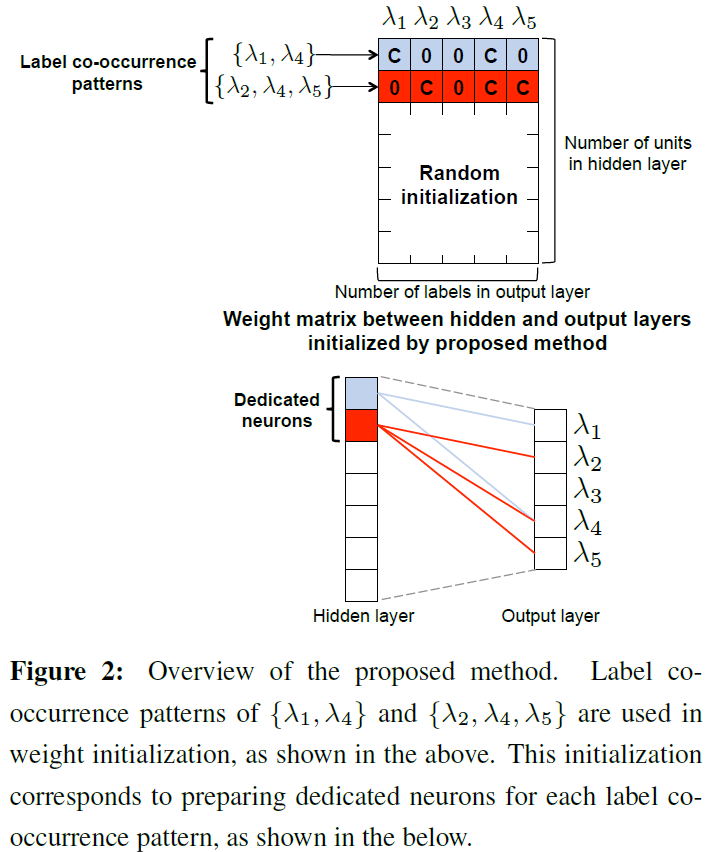 λ1 λ2 λ3 λ4 λ5
Label co-occurrence
patterns
{λ1, λ4}
C 0 0 C 0
{λ2, λ4, λ5}
0 C 0 C C
Random
initialization
Number of units
in hidden layer
Number of labels in output layer
Weight matrix between hidden and output layers
initialized by proposed method
Dedicated
neurons
λ1
λ2
λ3
λ4
λ5
Hidden layer
Output layer
Figure 2: Overview of the proposed method. Label co-
occurrence patterns of {λ1, λ4} and {λ2, λ4, λ5} are used in
weight initialization, as shown in the above. This initialization
corresponds to preparing dedicated neurons for each label co-
occurrence pattern, as shown in the below.